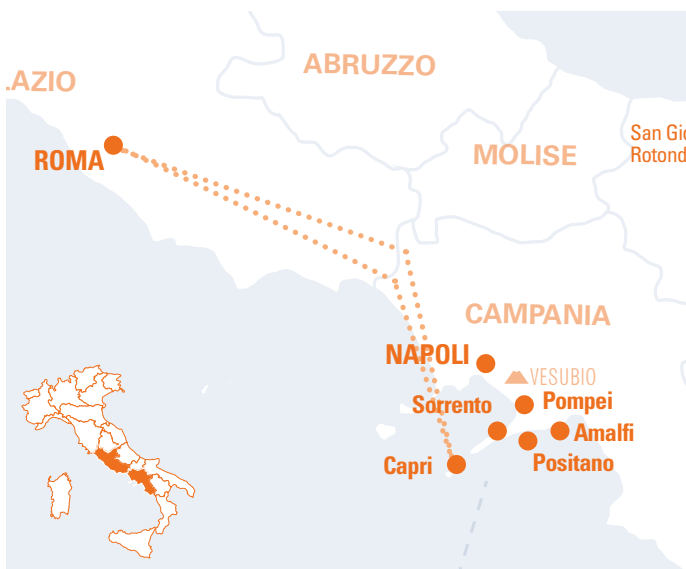 ABRUZZO
.AZIO
San Gio
Rotond
ROMA
MOLISE
CAMPANIA
NAPOLI
VESUBIO
Sorrento
Pompei
Amalfi
Capri
Positano